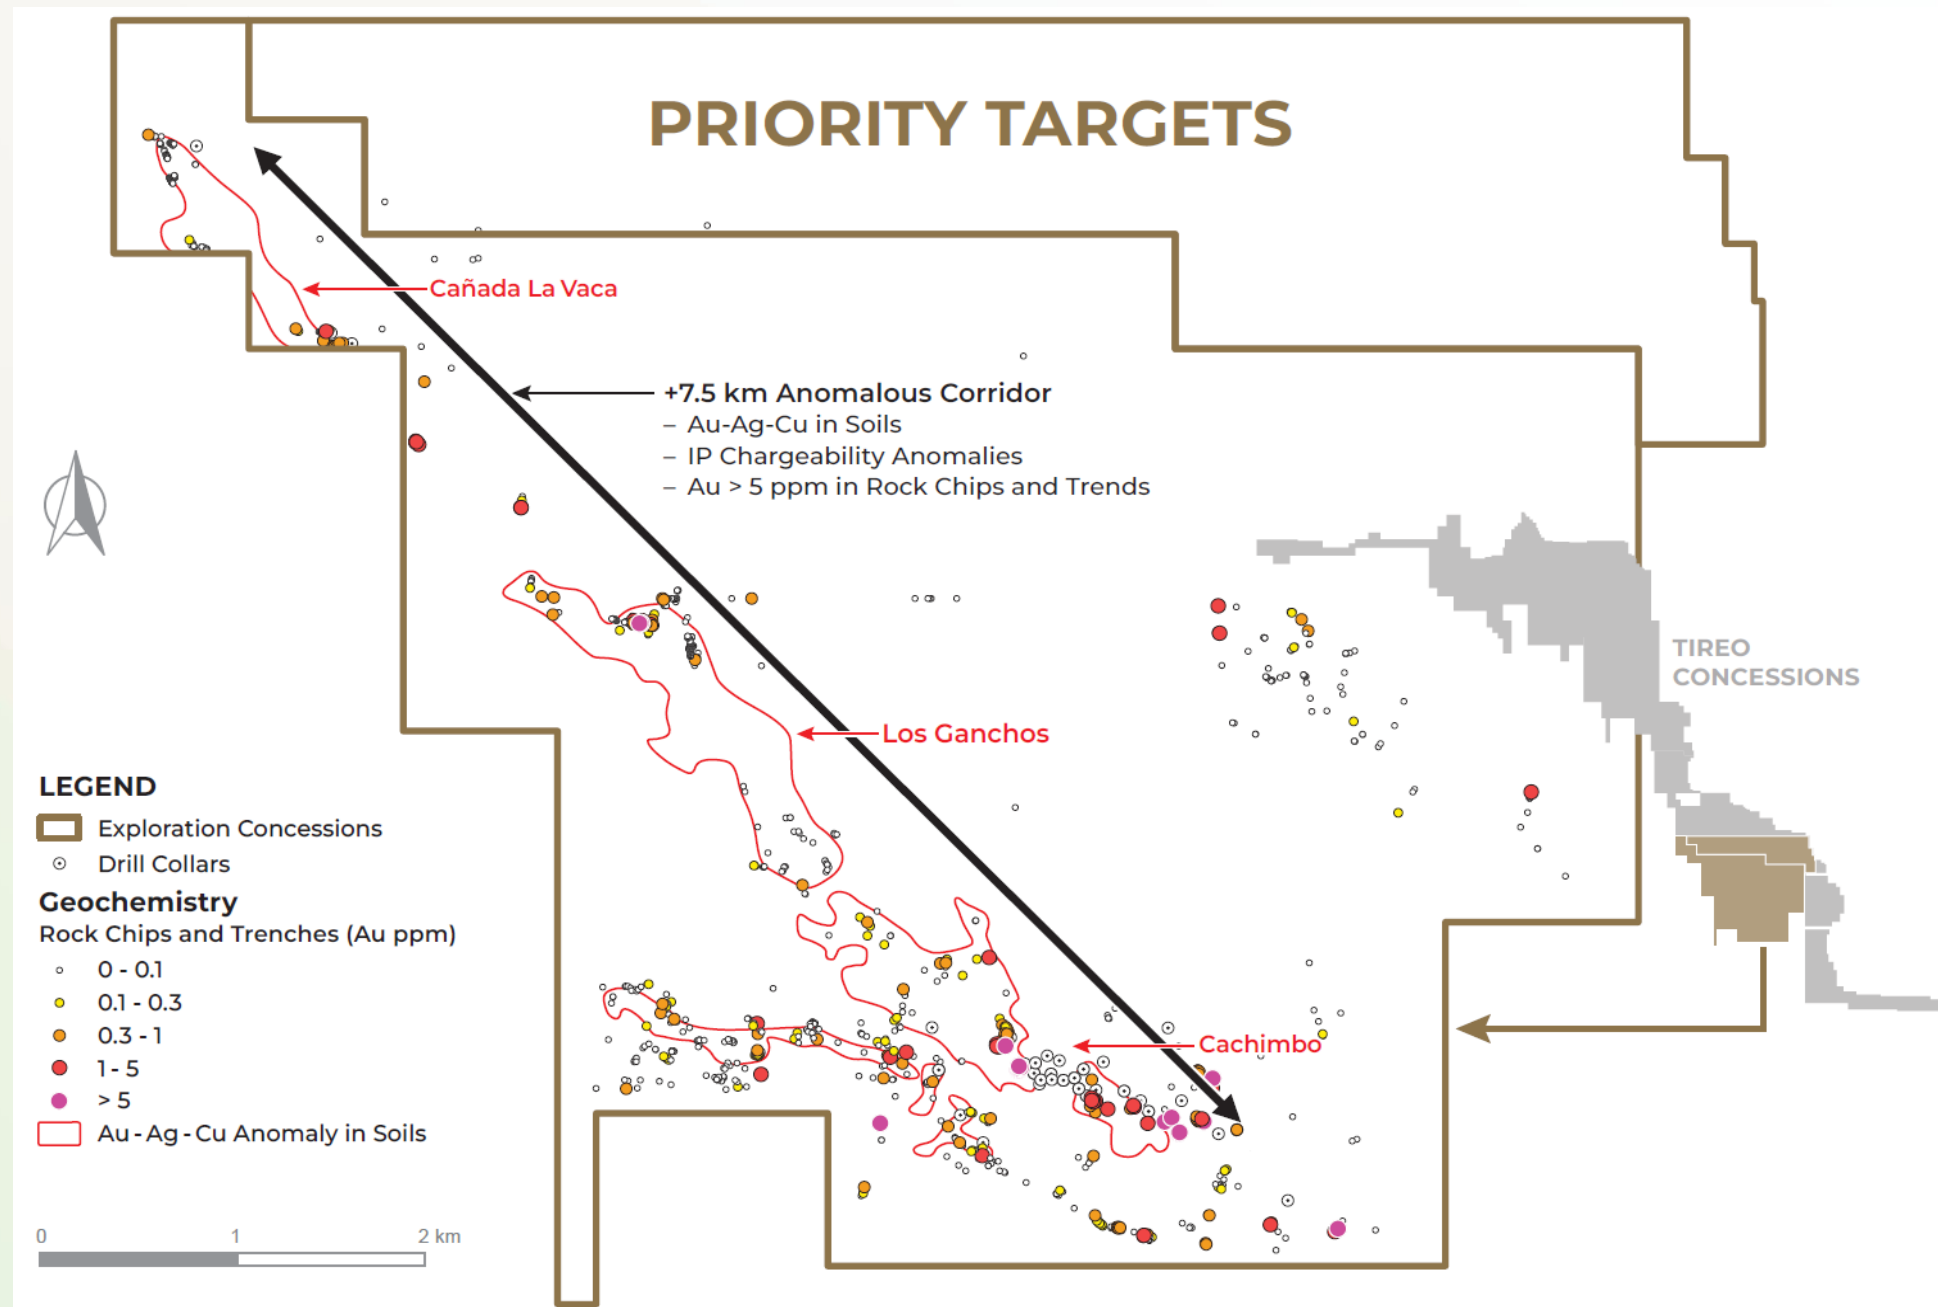 PRIORITY TARGETS
Cañada La Vaca
+7.5 km Anomalous Corridor
– Au-Ag-Cu in Soils
– IP Chargeability Anomalies
– Au > 5 ppm in Rock Chips and Trends
TIREO
CONCESSIONS
Los Ganchos
Cachimbo
LEGEND
Exploration Concessions
Drill Collars
Geochemistry
Rock Chips and Trenches (Au ppm)
0 - 0.1
0.1 - 0.3
0.3 - 1
1 - 5
> 5
Au - Ag - Cu Anomaly in Soils
0 1 2 km